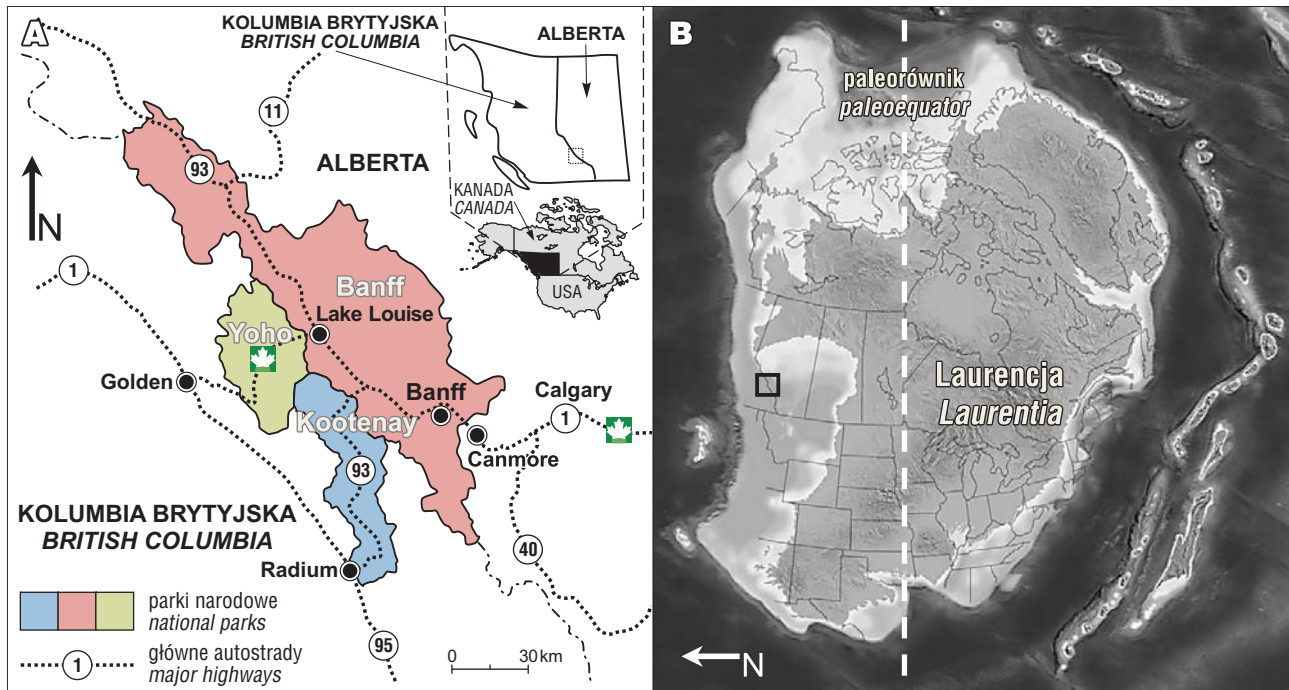 A
KOLUMBIA BRYTYJSKA
BRITISH COLUMBIA
ALBERTA
11
93
ALBERTA
N
KANADA
CANADA
USA
1
Banff
Lake Louise
Yoho
Golden
Banff
Calgary
1
Kootenay
Canmore
93
KOLUMBIA BRYTYJSKA
BRITISH COLUMBIA
40
Radium
parki narodowe
national parks
1
główne autostrady
major highways
95
0
30 km
B
paleorównik
paleoequator
Laurencja
Laurentia
N